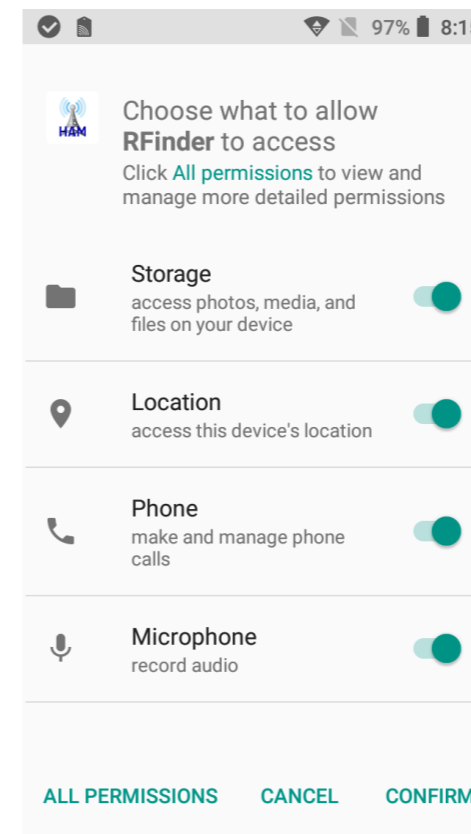 97% 8:1
HAM
Choose what to allow
RFinder to access
Click All permissions to view and
manage more detailed permissions
Storage
access photos, media, and
files on your device
Location
access this device's location
Phone
make and manage phone
calls
Microphone
record audio
ALL PERMISSIONS CANCEL CONFIRM